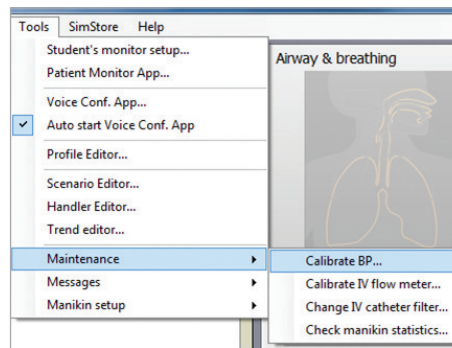 Tools SimStore Help
Student's monitor setup...
Patient Monitor App...
Voice Conf. App...
Auto start Voice Conf. App
Profile Editor...
Scenario Editor...
Handler Editor...
Trend editor...
Maintenance
Messages
Manikin setup
Airway & breathing
Calibrate BP...
Calibrate IV flow meter...
Change IV catheter filter...
Check manikin statistics...